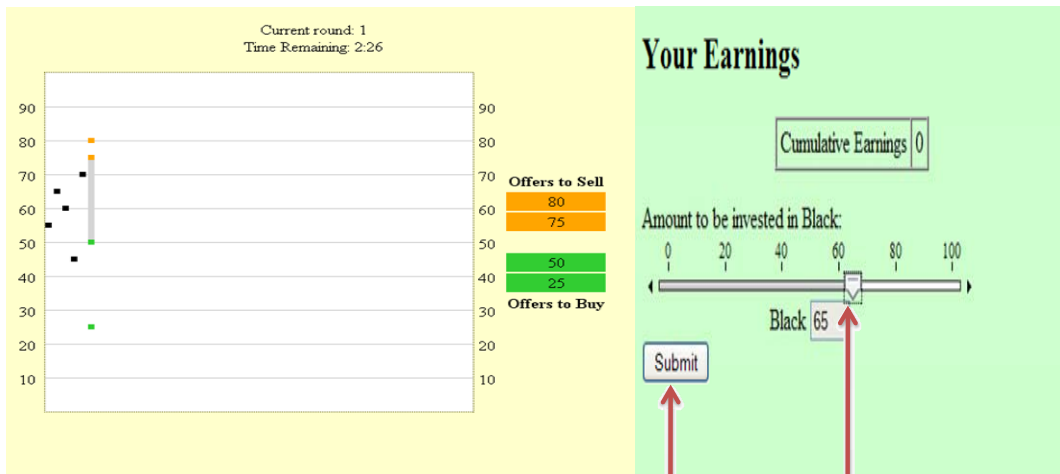 Current round: 1
Time Remaining: 2:26
90 90
80 80
70 70
60 60
50 50
40 40
30 30
20 20
10 10
Offers to Sell
80
75
50
25
Offers to Buy
Your Earnings
Cumulative Earnings 0
Amount to be invested in Black:
0 20 40 60 80 100
Black 65
Submit